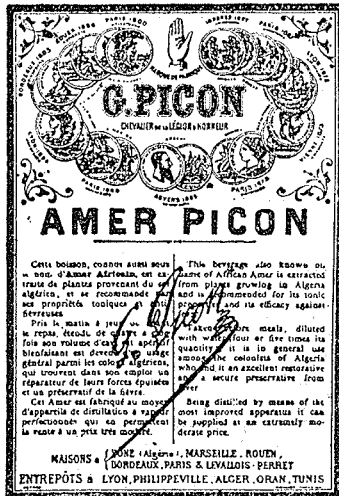 PARIS 1900
G. PICON
CHEVALIER DE LA LÉGION D'HONNEUR
ANVERS 1885
PARIS 1878
AMER PICON
Cette boisson, connue aussi sous
le nom d'Amer Africain, est ex-
traite de plantes provenant du sol
algérien, et se recommande par
ses propriétés toniques et anti-
fiévreuses
Pris le matin à jeun ou avant
le repas, étendu de quatre à cinq
fois son volume d'eau, cet apéritif
bienfaisant est devenu d'un usage
général parmi les colons algériens,
qui trouvent dans son emploi un
réparateur de leurs forces épuisées
et un préservatif de la fièvre.
Cet Amer est fabriqué au moyen
d'appareils de distillation à vapeur
perfectionnés qui en permettent
la vente à un prix très modéré.
This beverage also known
name of African Amer is extracted
from plants growing in Algeria
and is recommended for its tonic
properties and its efficacy against
Taken before meals, diluted
with water four or five times its
quantity, it is in general use
amongst the colonists of Algeria
who find it an excellent restorative
and a secure preservative from
fever
Being distilled by means of the
most improved apparatus it can
be supplied at an extremely mo-
derate price.
MAISONS à BONE (Algérie), MARSEILLE, ROUEN,
BORDEAUX, PARIS & LEVALLOIS-PERRET
ENTREPÔTS à LYON, PHILIPPEVILLE, ALGER, ORAN, TUNIS